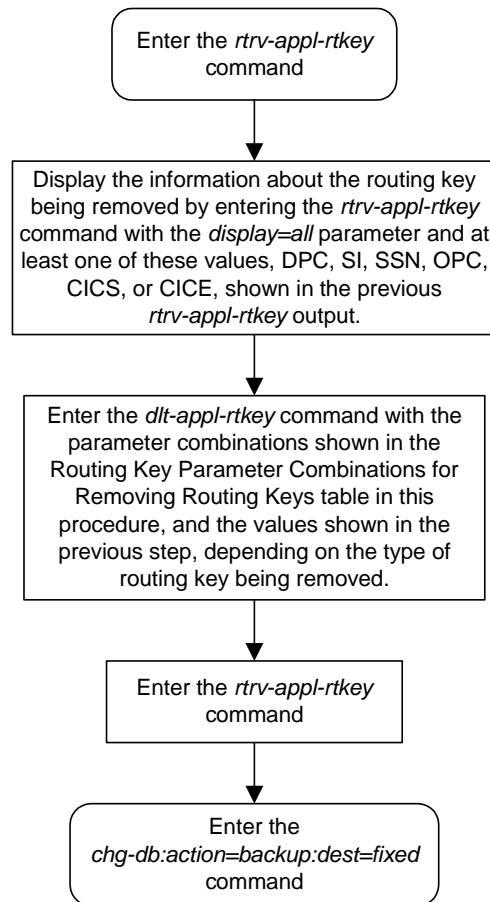 Enter the rtrv-appl-rtkey
command
Display the information about the routing key
being removed by entering the rtrv-appl-rtkey
command with the display=all parameter and at
least one of these values, DPC, SI, SSN, OPC,
CICS, or CICE, shown in the previous
rtrv-appl-rtkey output.
Enter the dlt-appl-rtkey command with the
parameter combinations shown in the
Routing Key Parameter Combinations for
Removing Routing Keys table in this
procedure, and the values shown in the
previous step, depending on the type of
routing key being removed.
Enter the rtrv-appl-rtkey
command
Enter the
chg-db:action=backup:dest=fixed
command